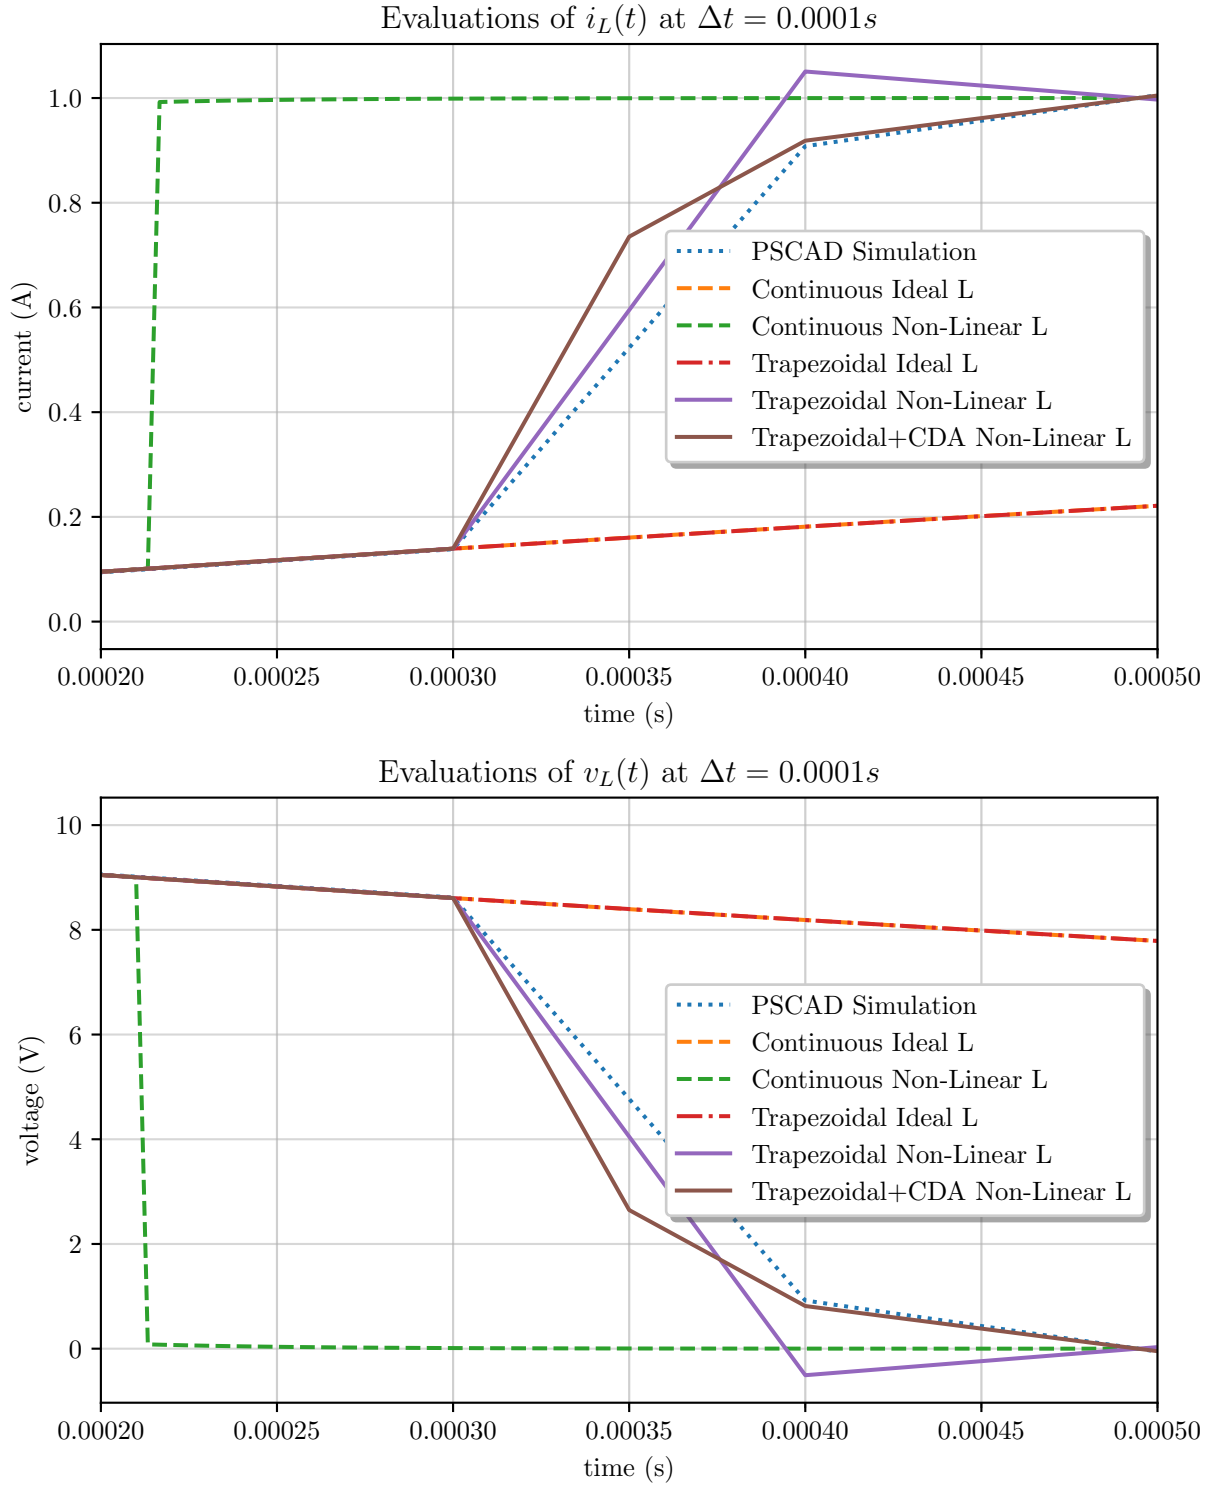 Evaluations of i_L(t) at Δt = 0.0001s
1.0
0.8
0.6
0.4
0.2
0.0
current (A)
PSCAD Simulation
Continuous Ideal L
Continuous Non-Linear L
Trapezoidal Ideal L
Trapezoidal Non-Linear L
Trapezoidal+CDA Non-Linear L
0.00020 0.00025 0.00030 0.00035 0.00040 0.00045 0.00050
time (s)
Evaluations of v_L(t) at Δt = 0.0001s
10
8
6
4
2
0
voltage (V)
PSCAD Simulation
Continuous Ideal L
Continuous Non-Linear L
Trapezoidal Ideal L
Trapezoidal Non-Linear L
Trapezoidal+CDA Non-Linear L
0.00020 0.00025 0.00030 0.00035 0.00040 0.00045 0.00050
time (s)